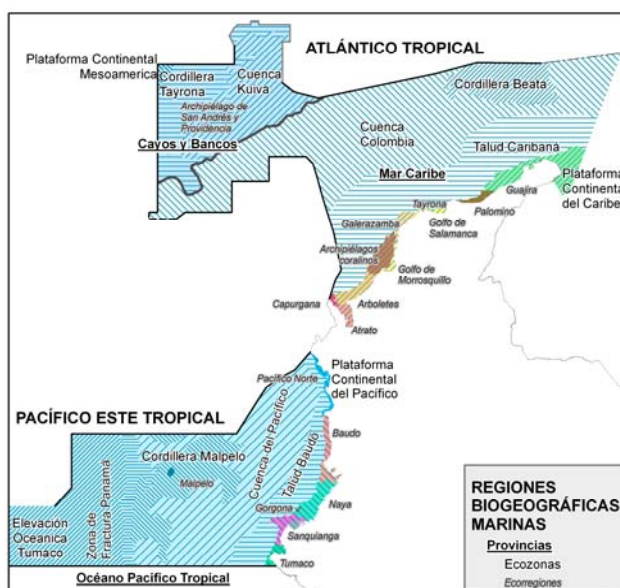 ATLÁNTICO TROPICAL
Plataforma Continental
Mesoamerica
Cordillera
Tayrona
Cuenca
Kuiva
Archipiélago de
San Andrés y
Providencia
Cayos y Bancos
Cordillera Beata
Cuenca
Colombia
Talud Caribana
Mar Caribe
Guajira
Plataforma
Continental
del Caribe
Tayrona
Palomino
Galerazamba
Golfo de
Salamanca
Archipiélagos
coralinos
Golfo de
Morrosquillo
Capurgana
Arboletes
Atrato
Pacífico Norte
Plataforma
Continental
del Pacífico
PACÍFICO ESTE TROPICAL
Cuenca del Pacífico
Talud Baudó
Baudo
Cordillera Malpelo
Malpelo
Zona de
Fractura Panamá
Elevación
Oceanica
Tumaco
Gorgona
Naya
Sanquianga
Tumaco
Océano Pacifico Tropical
REGIONES
BIOGEOGRÁFICAS
MARINAS
Provincias
Ecozonas
Ecorregiones